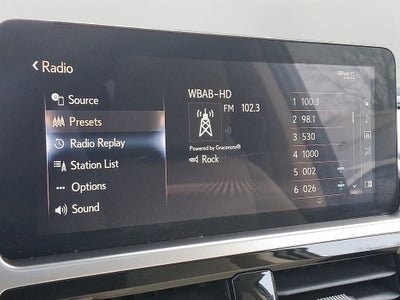 Radio
Source
Presets
Radio Replay
Station List
Options
Sound
WBAB-HD
FM 102.3
Powered by Gracenote®
Rock
1 100.3
2 98.1
3 530
4 1000
5 002
6 026